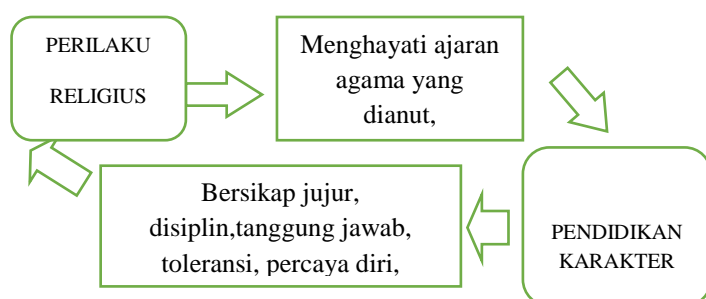 PERILAKU
RELIGIUS
Menghayati ajaran
agama yang
dianut,
Bersikap jujur,
disiplin,tanggung jawab,
toleransi, percaya diri,
PENDIDIKAN
KARAKTER